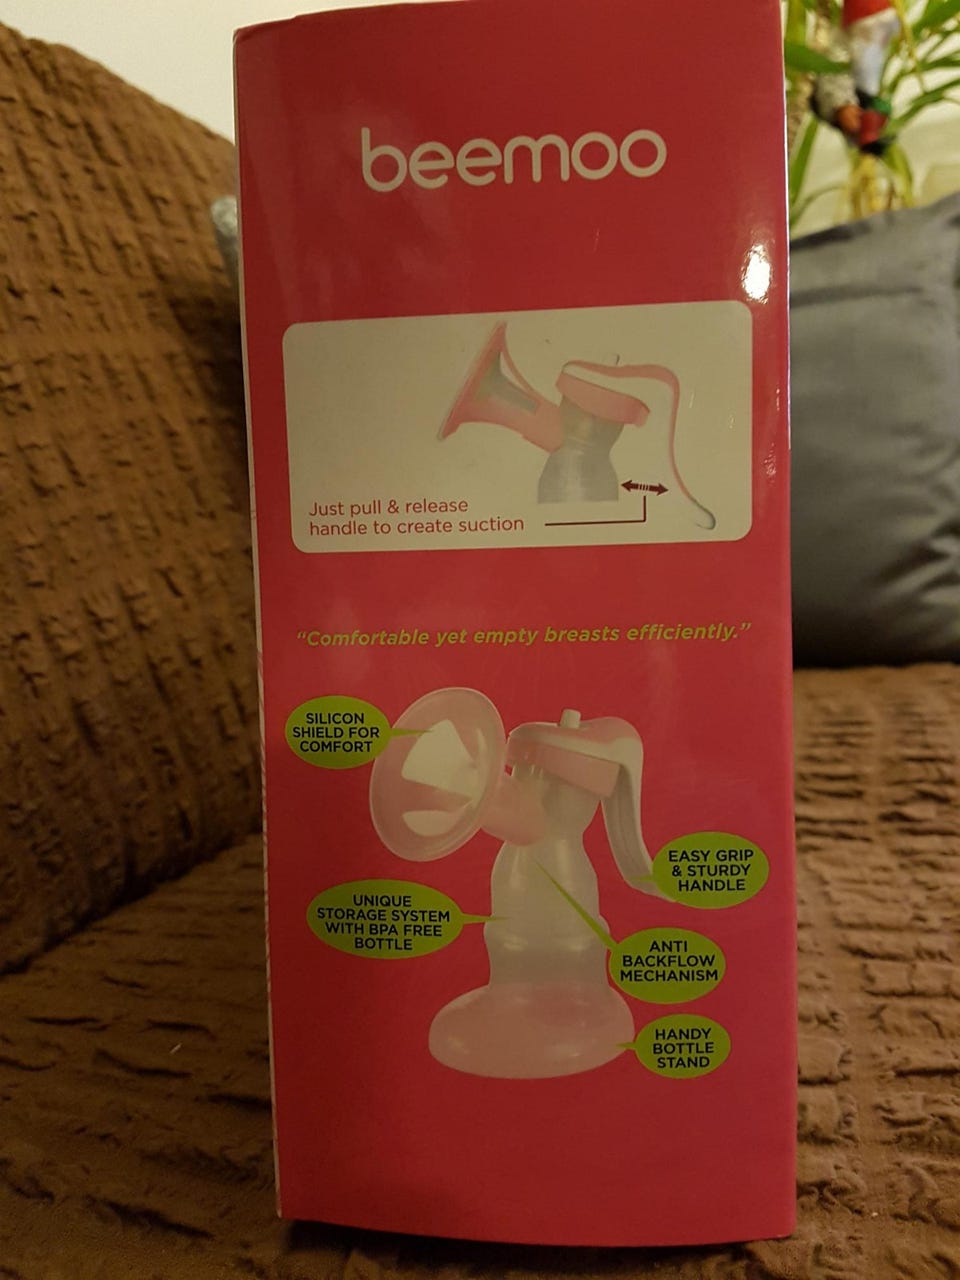 beemoo
Just pull & release
handle to create suction
“Comfortable yet empty breasts efficiently.”
SILICON
SHIELD FOR
COMFORT
EASY GRIP
& STURDY
HANDLE
UNIQUE
STORAGE SYSTEM
WITH BPA FREE
BOTTLE
ANTI
BACKFLOW
MECHANISM
HANDY
BOTTLE
STAND